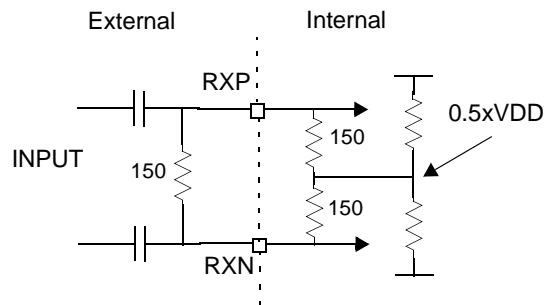 External
Internal
RXP
0.5xVDD
150
INPUT
150
150
RXN